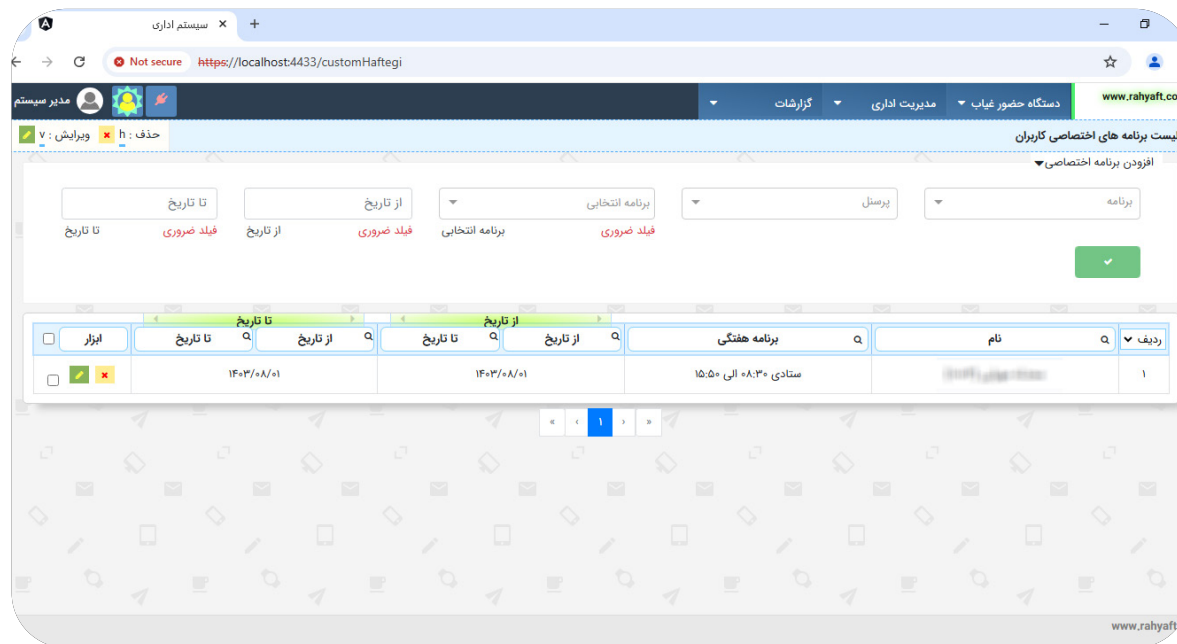 سیستم اداری
Not secure https://localhost:4433/customHaftegi
www.rahyaft.co
دستگاه حضور غیاب
مدیریت اداری
گزارشات
مدیر سیستم
لیست برنامه های اختصاصی کاربران
حذف : h ویرایش : v
افزودن برنامه اختصاصی
برنامه پرسنل برنامه انتخابی از تاریخ تا تاریخ
فیلد ضروری برنامه انتخابی فیلد ضروری از تاریخ فیلد ضروری تا تاریخ
از تاریخ تا تاریخ
ردیف نام برنامه هفتگی از تاریخ تا تاریخ از تاریخ تا تاریخ ابزار
۱ ستادی ۰۸:۳۰ الی ۱۵:۵۰ ۱۴۰۳/۰۸/۰۱ ۱۴۰۳/۰۸/۰۱
« ‹ ۱ › »
www.rahyaft